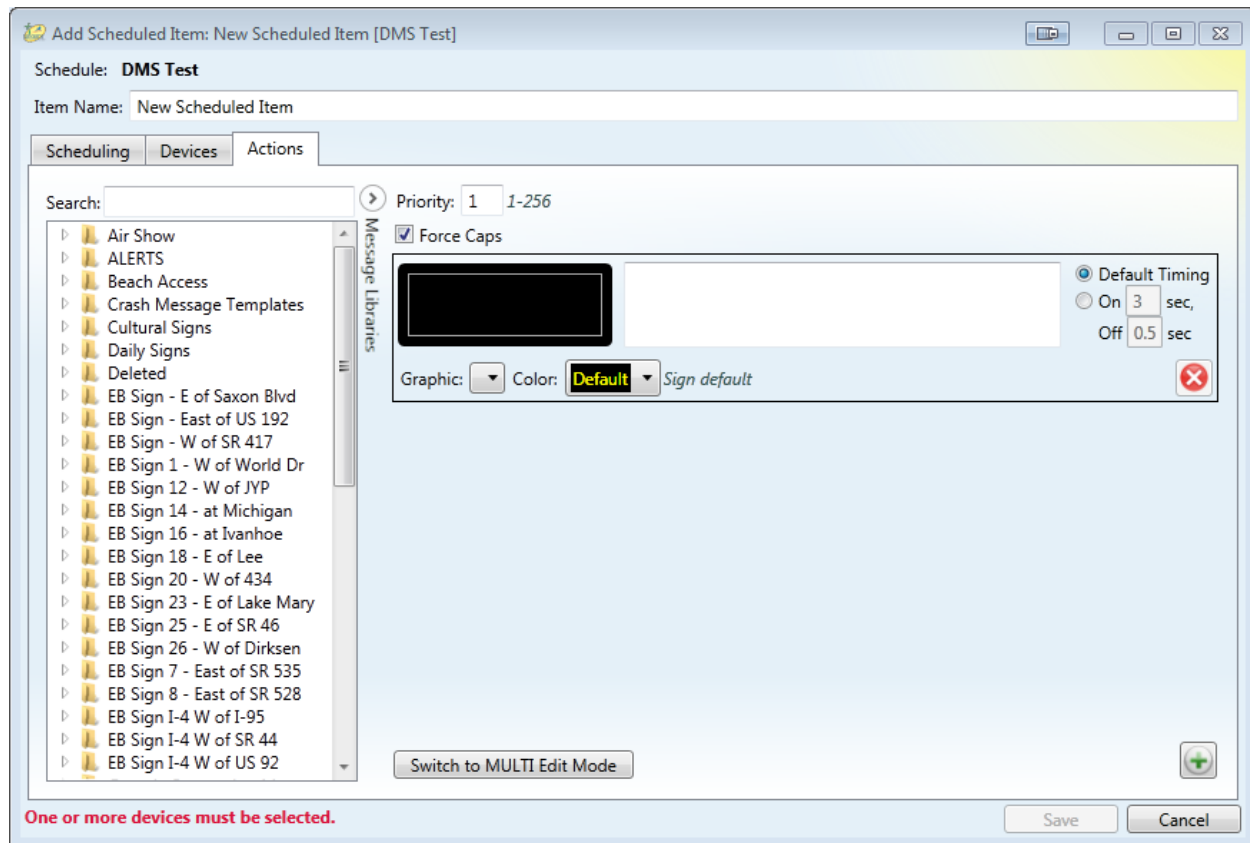 Add Scheduled Item: New Scheduled Item [DMS Test]
Schedule: DMS Test
Item Name: New Scheduled Item
Scheduling Devices Actions
Search:
Air Show
ALERTS
Beach Access
Crash Message Templates
Cultural Signs
Daily Signs
Deleted
EB Sign - E of Saxon Blvd
EB Sign - East of US 192
EB Sign - W of SR 417
EB Sign 1 - W of World Dr
EB Sign 12 - W of JYP
EB Sign 14 - at Michigan
EB Sign 16 - at Ivanhoe
EB Sign 18 - E of Lee
EB Sign 20 - W of 434
EB Sign 23 - E of Lake Mary
EB Sign 25 - E of SR 46
EB Sign 26 - W of Dirksen
EB Sign 7 - East of SR 535
EB Sign 8 - East of SR 528
EB Sign I-4 W of I-95
EB Sign I-4 W of SR 44
EB Sign I-4 W of US 92
Message Libraries
Priority: 1 1-256
Force Caps
Default Timing
On 3 sec,
Off 0.5 sec
Graphic: Color: Default Sign default
Switch to MULTI Edit Mode
One or more devices must be selected.
Save Cancel